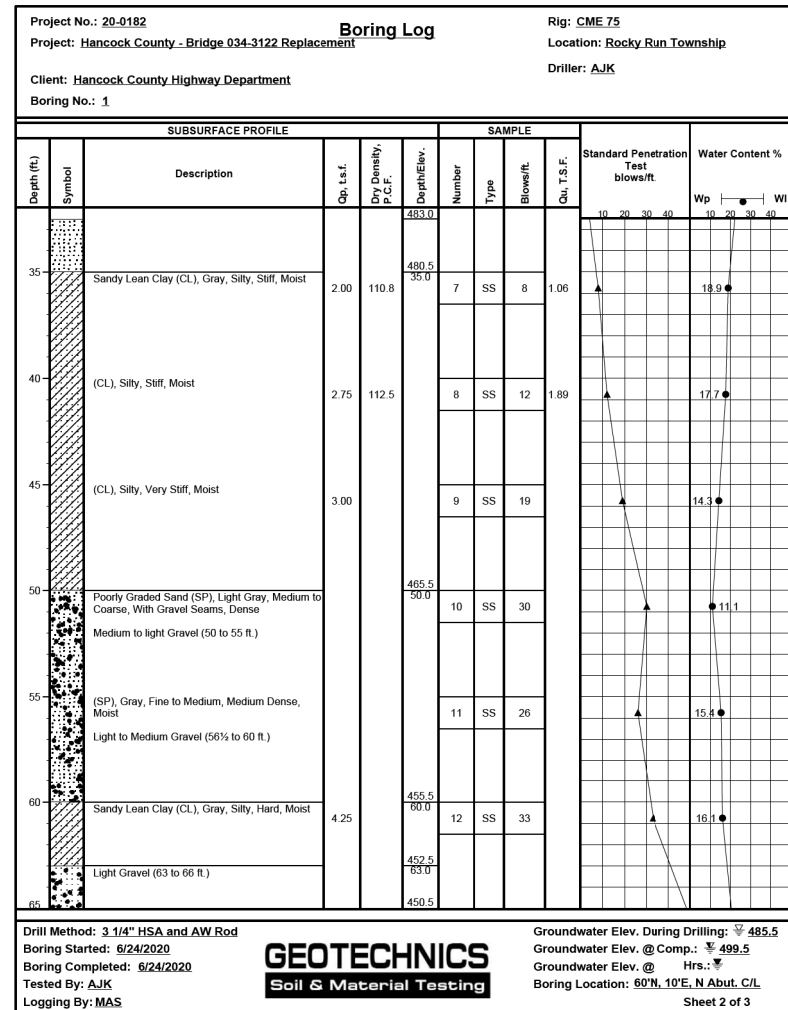 Project No.: 20-0182
Boring Log
Rig: CME 75
Project: Hancock County - Bridge 034-3122 Replacement
Location: Rocky Run Township
Driller: AJK
Client: Hancock County Highway Department
Boring No.: 1
SUBSURFACE PROFILE
SAMPLE
Depth (ft.)
Symbol
Description
Qp, t.s.f.
Dry Density, P.C.F.
Depth/Elev.
Number
Type
Blows/ft.
Qu, T.S.F.
Standard Penetration
Test
blows/ft.
Water Content %
Wp Wl
10 20 30 40
10 20 30 40
483.0
480.5
35 Sandy Lean Clay (CL), Gray, Silty, Stiff, Moist 35.0
2.00 110.8 7 SS 8 1.06 18.9
40 (CL), Silty, Stiff, Moist
2.75 112.5 8 SS 12 1.89 17.7
45 (CL), Silty, Very Stiff, Moist
3.00 9 SS 19 14.3
465.5
50 Poorly Graded Sand (SP), Light Gray, Medium to 50.0
Coarse, With Gravel Seams, Dense 10 SS 30 11.1
Medium to light Gravel (50 to 55 ft.)
55 (SP), Gray, Fine to Medium, Medium Dense,
Moist 11 SS 26 15.4
Light to Medium Gravel (56½ to 60 ft.)
455.5
60 Sandy Lean Clay (CL), Gray, Silty, Hard, Moist 60.0
4.25 12 SS 33 16.1
452.5
Light Gravel (63 to 66 ft.) 63.0
65 450.5
Drill Method: 3 1/4" HSA and AW Rod
Boring Started: 6/24/2020
Boring Completed: 6/24/2020
Tested By: AJK
Logging By: MAS
GEOTECHNICS
Soil & Material Testing
Groundwater Elev. During Drilling: 485.5
Groundwater Elev. @ Comp.: 499.5
Groundwater Elev. @ Hrs.:
Boring Location: 60'N, 10'E, N Abut. C/L
Sheet 2 of 3